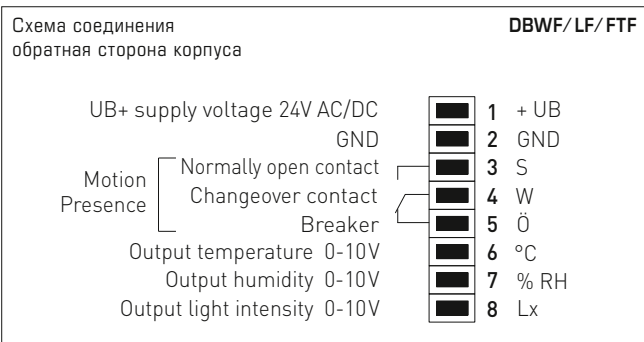 Схема соединения DBWF/LF/FTF
обратная сторона корпуса
UB+ supply voltage 24V AC/DC 1 + UB
GND 2 GND
Motion Presence
Normally open contact 3 S
Changeover contact 4 W
Breaker 5 Ö
Output temperature 0-10V 6 °C
Output humidity 0-10V 7 % RH
Output light intensity 0-10V 8 Lx